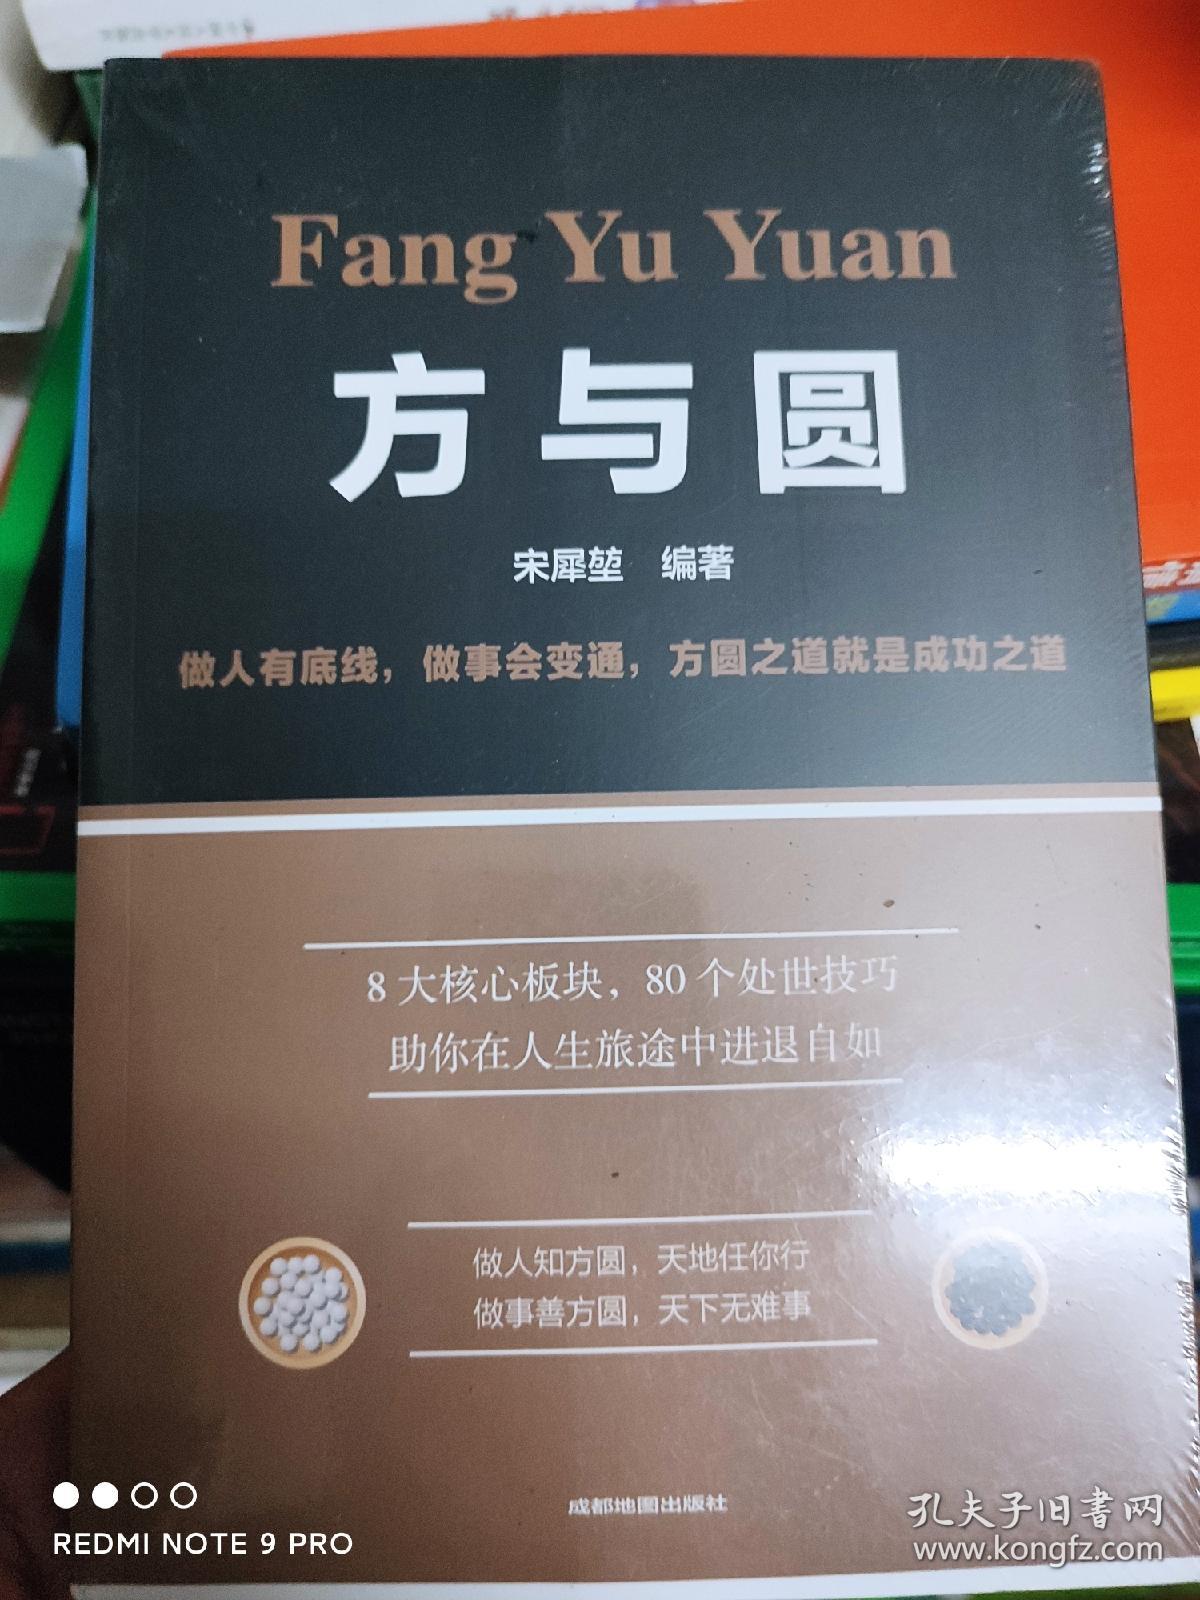 Fang Yu Yuan
方与圆
宋犀堃 编著
做人有底线，做事会变通，方圆之道就是成功之道
8大核心板块，80个处世技巧
助你在人生旅途中进退自如
做人知方圆，天地任你行
做事善方圆，天下无难事
成都地图出版社
REDMI NOTE 9 PRO
孔夫子旧书网
www.kongfz.com